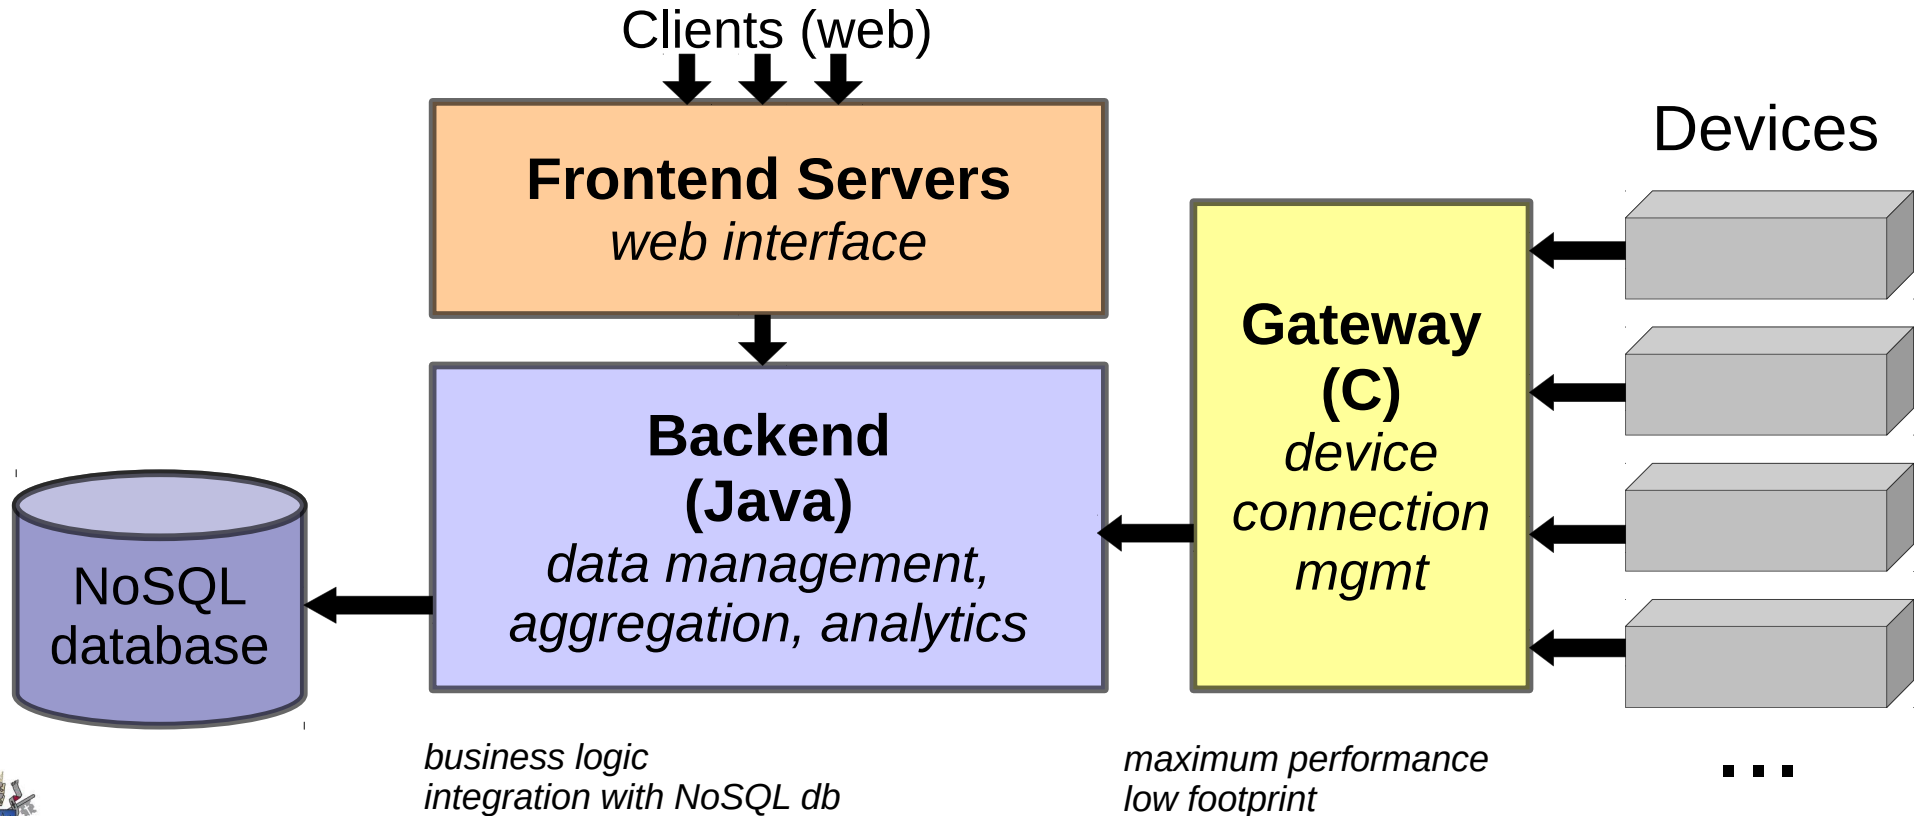 Clients (web)
Frontend Servers
web interface
Devices
Gateway
(C)
device
connection
mgmt
Backend
(Java)
data management,
aggregation, analytics
NoSQL
database
business logic
integration with NoSQL db
maximum performance
low footprint
...